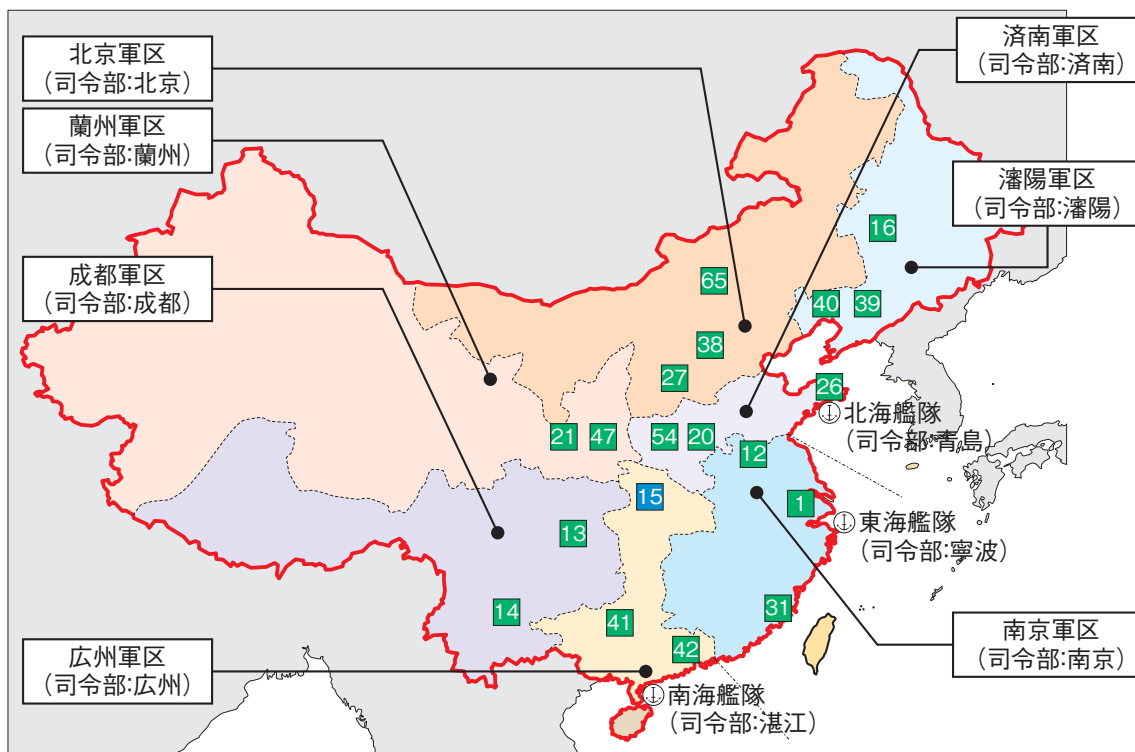 北京軍区
（司令部:北京）
済南軍区
（司令部:済南）
蘭州軍区
（司令部:蘭州）
瀋陽軍区
（司令部:瀋陽）
成都軍区
（司令部:成都）
16
65
40
39
38
27
26
北海艦隊
（司令部:青島）
21
47
54
20
12
15
1
東海艦隊
（司令部:寧波）
13
14
41
31
42
南京軍区
（司令部:南京）
広州軍区
（司令部:広州）
南海艦隊
（司令部:湛江）